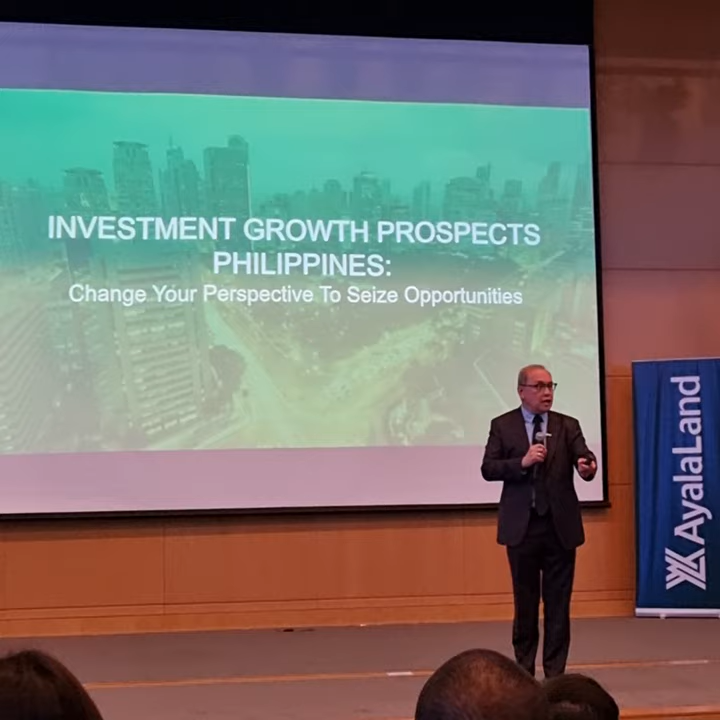 INVESTMENT GROWTH PROSPECTS
PHILIPPINES:
Change Your Perspective To Seize Opportunities
AyalaLand